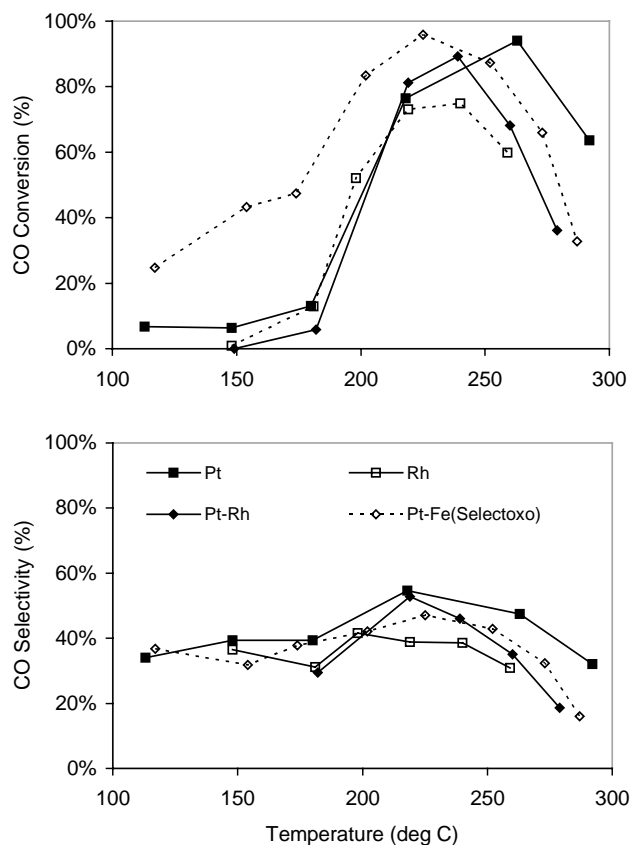 100%
80%
60%
40%
20%
0%
CO Conversion (%)
100 150 200 250 300
100%
80%
60%
40%
20%
0%
CO Selectivity (%)
Pt Rh
Pt-Rh Pt-Fe(Selectoxo)
100 150 200 250 300
Temperature (deg C)